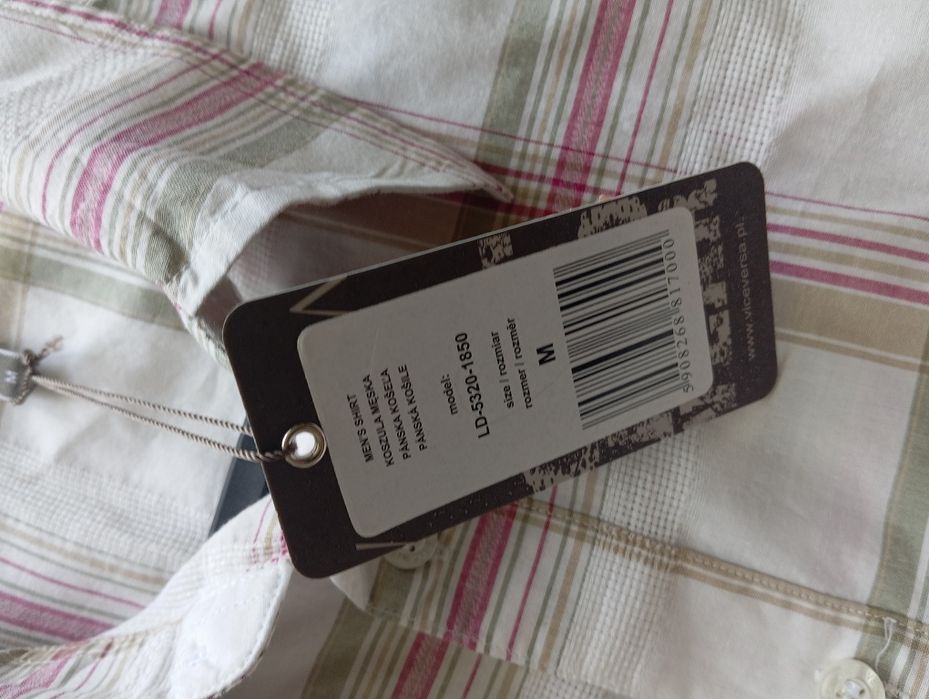 MEN'S SHIRT
KOSZULA MESKA
PÁNSKA KOŠEĽA
PÁNSKÁ KOŠILE
model:
LD-5320-1850
size / rozmiar
rozmer / rozměr
M
5908268817000
www.viceversa.pl